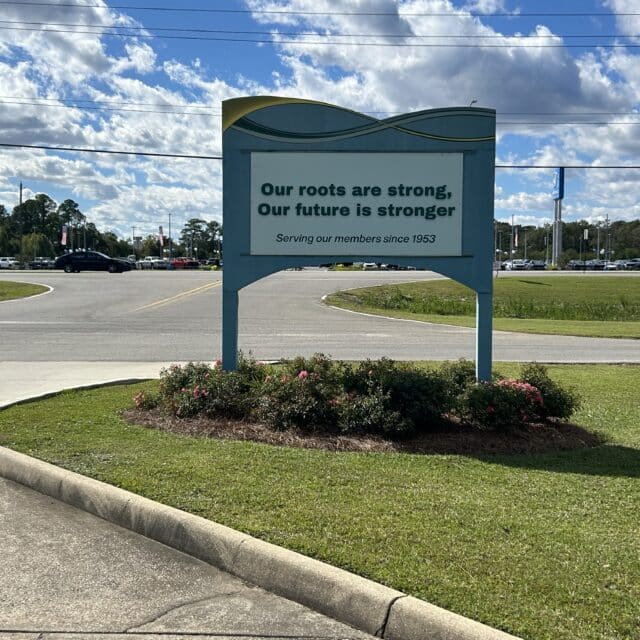 Our roots are strong,
Our future is stronger
Serving our members since 1953